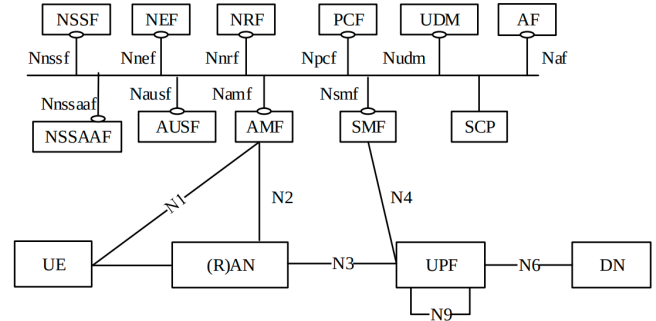 NSSF NEF NRF PCF UDM AF
Nnssf Nnef Nnrf Npcf Nudm Naf
Nnssaaf Nausf Namf Nsmf
NSSAAF AUSF AMF SMF SCP
N1 N2 N4
UE (R)AN N3 UPF N6 DN
N9